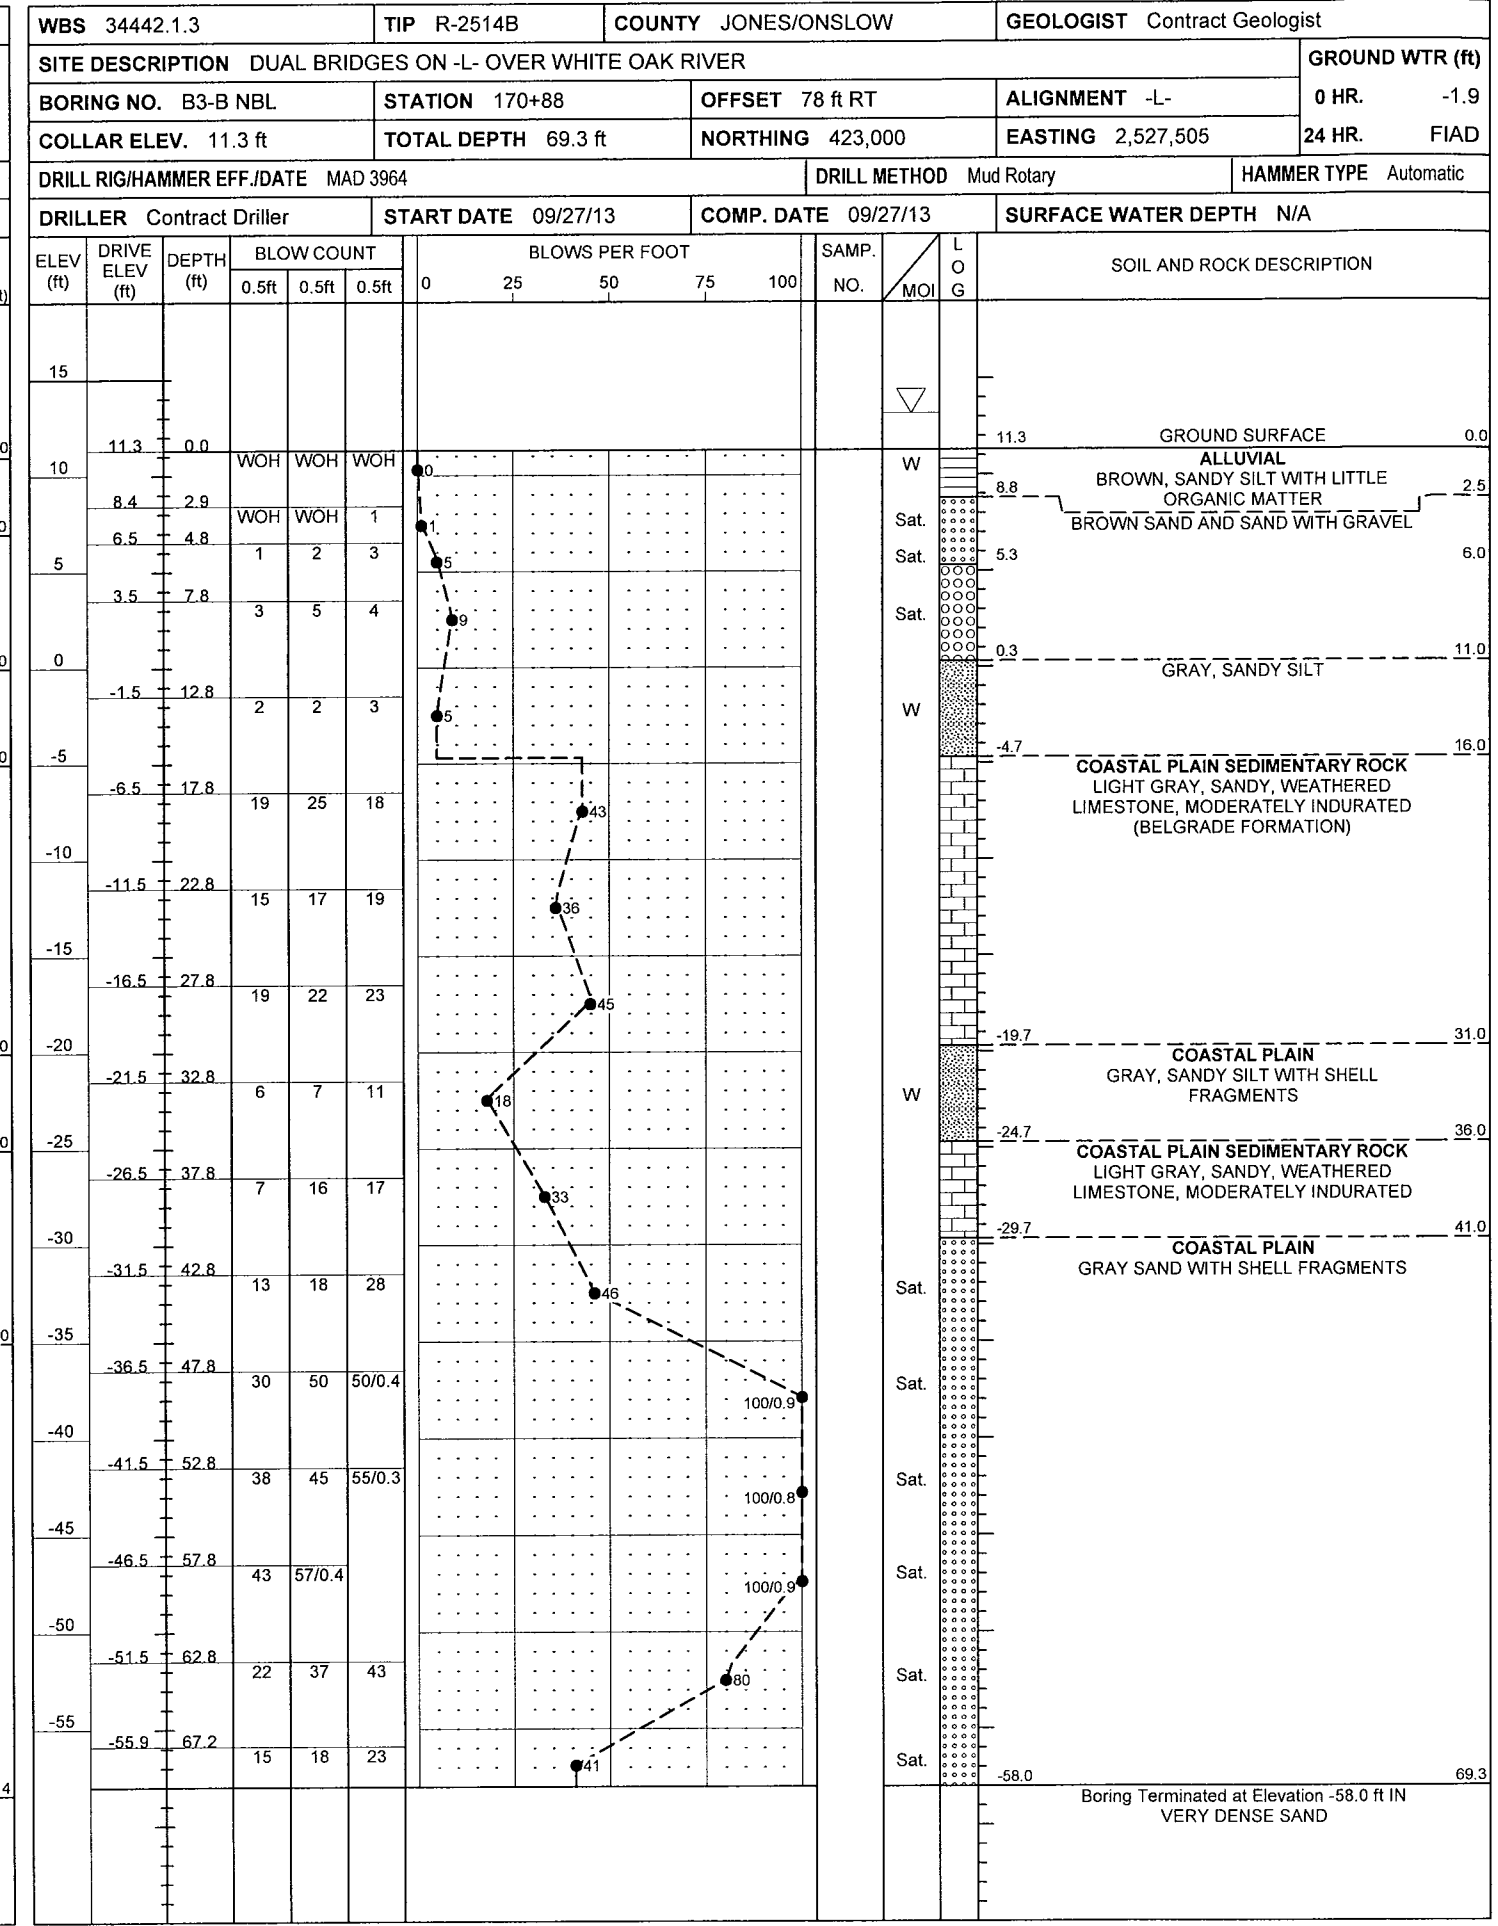 WBS 34442.1.3 TIP R-2514B COUNTY JONES/ONSLOW GEOLOGIST Contract Geologist
SITE DESCRIPTION DUAL BRIDGES ON -L- OVER WHITE OAK RIVER GROUND WTR (ft)
BORING NO. B3-B NBL STATION 170+88 OFFSET 78 ft RT ALIGNMENT -L- 0 HR. -1.9
COLLAR ELEV. 11.3 ft TOTAL DEPTH 69.3 ft NORTHING 423,000 EASTING 2,527,505 24 HR. FIAD
DRILL RIG/HAMMER EFF./DATE MAD 3964 DRILL METHOD Mud Rotary HAMMER TYPE Automatic
DRILLER Contract Driller START DATE 09/27/13 COMP. DATE 09/27/13 SURFACE WATER DEPTH N/A
ELEV (ft) DRIVE ELEV (ft) DEPTH (ft) BLOW COUNT BLOWS PER FOOT SAMP. NO. MOI L O G SOIL AND ROCK DESCRIPTION
0.5ft 0.5ft 0.5ft 0 25 50 75 100
15
11.3 GROUND SURFACE 0.0
11.3 0.0 WOH WOH WOH 0 W ALLUVIAL
10 BROWN, SANDY SILT WITH LITTLE
8.8 ORGANIC MATTER 2.5
8.4 2.9 WOH WOH 1 1 Sat. BROWN SAND AND SAND WITH GRAVEL
6.5 4.8 1 2 3 5 Sat. 5.3 6.0
5
3.5 7.8 3 5 4 9 Sat.
0.3 11.0
0 GRAY, SANDY SILT
-1.5 12.8 2 2 3 5 W
-4.7 16.0
-5 COASTAL PLAIN SEDIMENTARY ROCK
LIGHT GRAY, SANDY, WEATHERED
-6.5 17.8 19 25 18 43 LIMESTONE, MODERATELY INDURATED
(BELGRADE FORMATION)
-10
-11.5 22.8 15 17 19 36
-15
-16.5 27.8 19 22 23 45
-19.7 31.0
-20 COASTAL PLAIN
GRAY, SANDY SILT WITH SHELL
-21.5 32.8 6 7 11 18 W FRAGMENTS
-24.7 36.0
-25 COASTAL PLAIN SEDIMENTARY ROCK
LIGHT GRAY, SANDY, WEATHERED
-26.5 37.8 7 16 17 33 LIMESTONE, MODERATELY INDURATED
-29.7 41.0
-30 COASTAL PLAIN
GRAY SAND WITH SHELL FRAGMENTS
-31.5 42.8 13 18 28 46 Sat.
-35
-36.5 47.8 30 50 50/0.4 100/0.9 Sat.
-40
-41.5 52.8 38 45 55/0.3 100/0.8 Sat.
-45
-46.5 57.8 43 57/0.4 100/0.9 Sat.
-50
-51.5 62.8 22 37 43 80 Sat.
-55
-55.9 67.2 15 18 23 41 Sat.
-58.0 69.3
Boring Terminated at Elevation -58.0 ft IN
VERY DENSE SAND